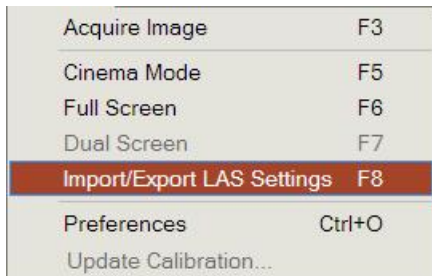 Acquire Image F3
Cinema Mode F5
Full Screen F6
Dual Screen F7
Import/Export LAS Settings F8
Preferences Ctrl+O
Update Calibration...